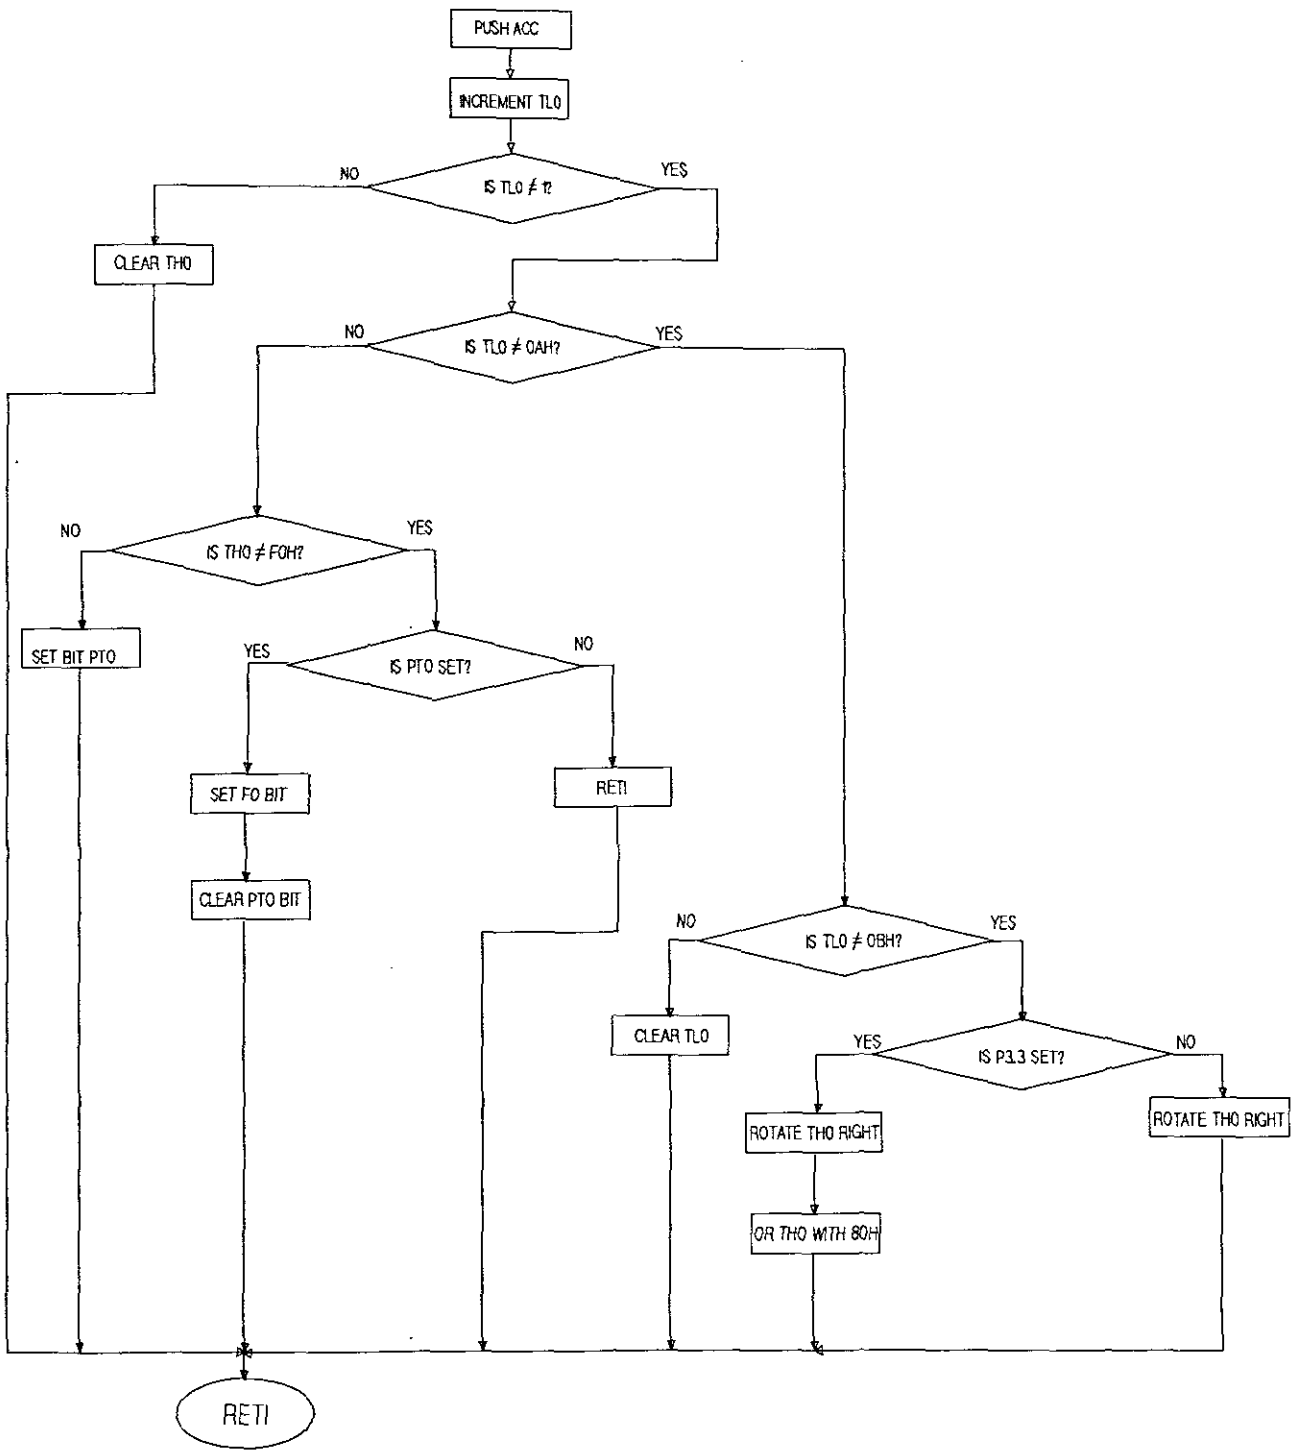 PUSH ACC
INCREMENT TL0
NO
YES
IS TL0 ≠ 1?
CLEAR TH0
NO
YES
IS TL0 ≠ 0AH?
NO
YES
IS TH0 ≠ F0H?
SET BIT PT0
YES
NO
IS PT0 SET?
SET F0 BIT
RETI
CLEAR PT0 BIT
NO
YES
IS TL0 ≠ 0BH?
CLEAR TL0
YES
NO
IS P3.3 SET?
ROTATE TH0 RIGHT
ROTATE TH0 RIGHT
OR TH0 WITH 80H
RETI